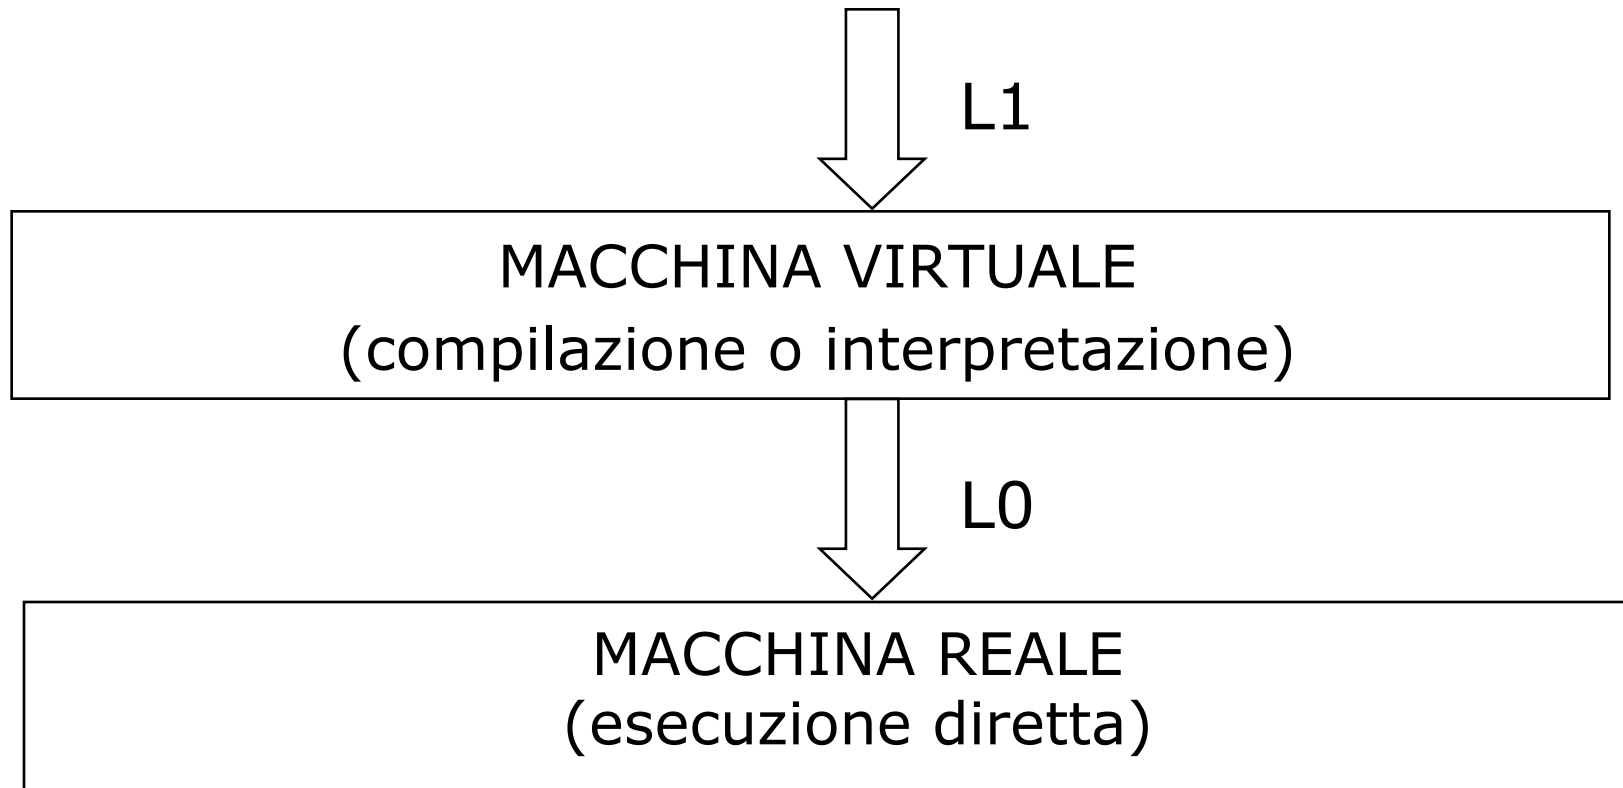 L1
MACCHINA VIRTUALE
(compilazione o interpretazione)
L0
MACCHINA REALE
(esecuzione diretta)